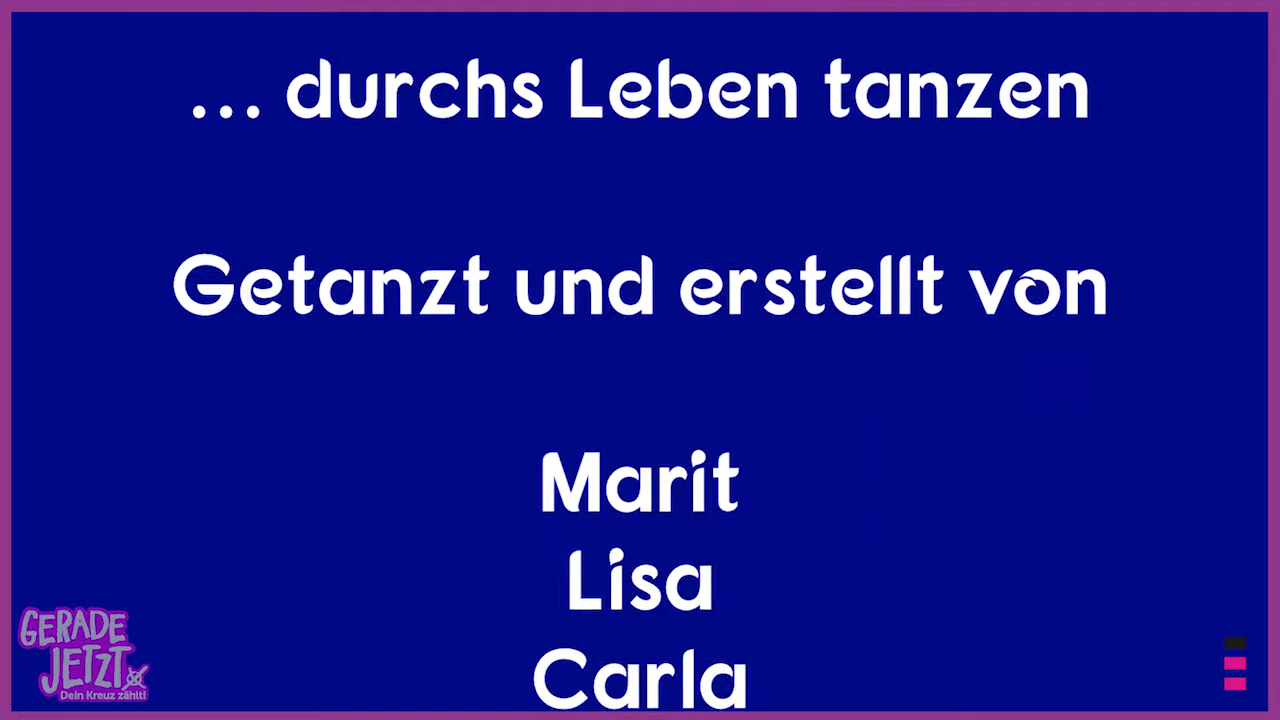 ... durchs Leben tanzen
Getanzt und erstellt von
Marit
Lisa
Carla
GERADE
JETZT
Dein Kreuz zählt!